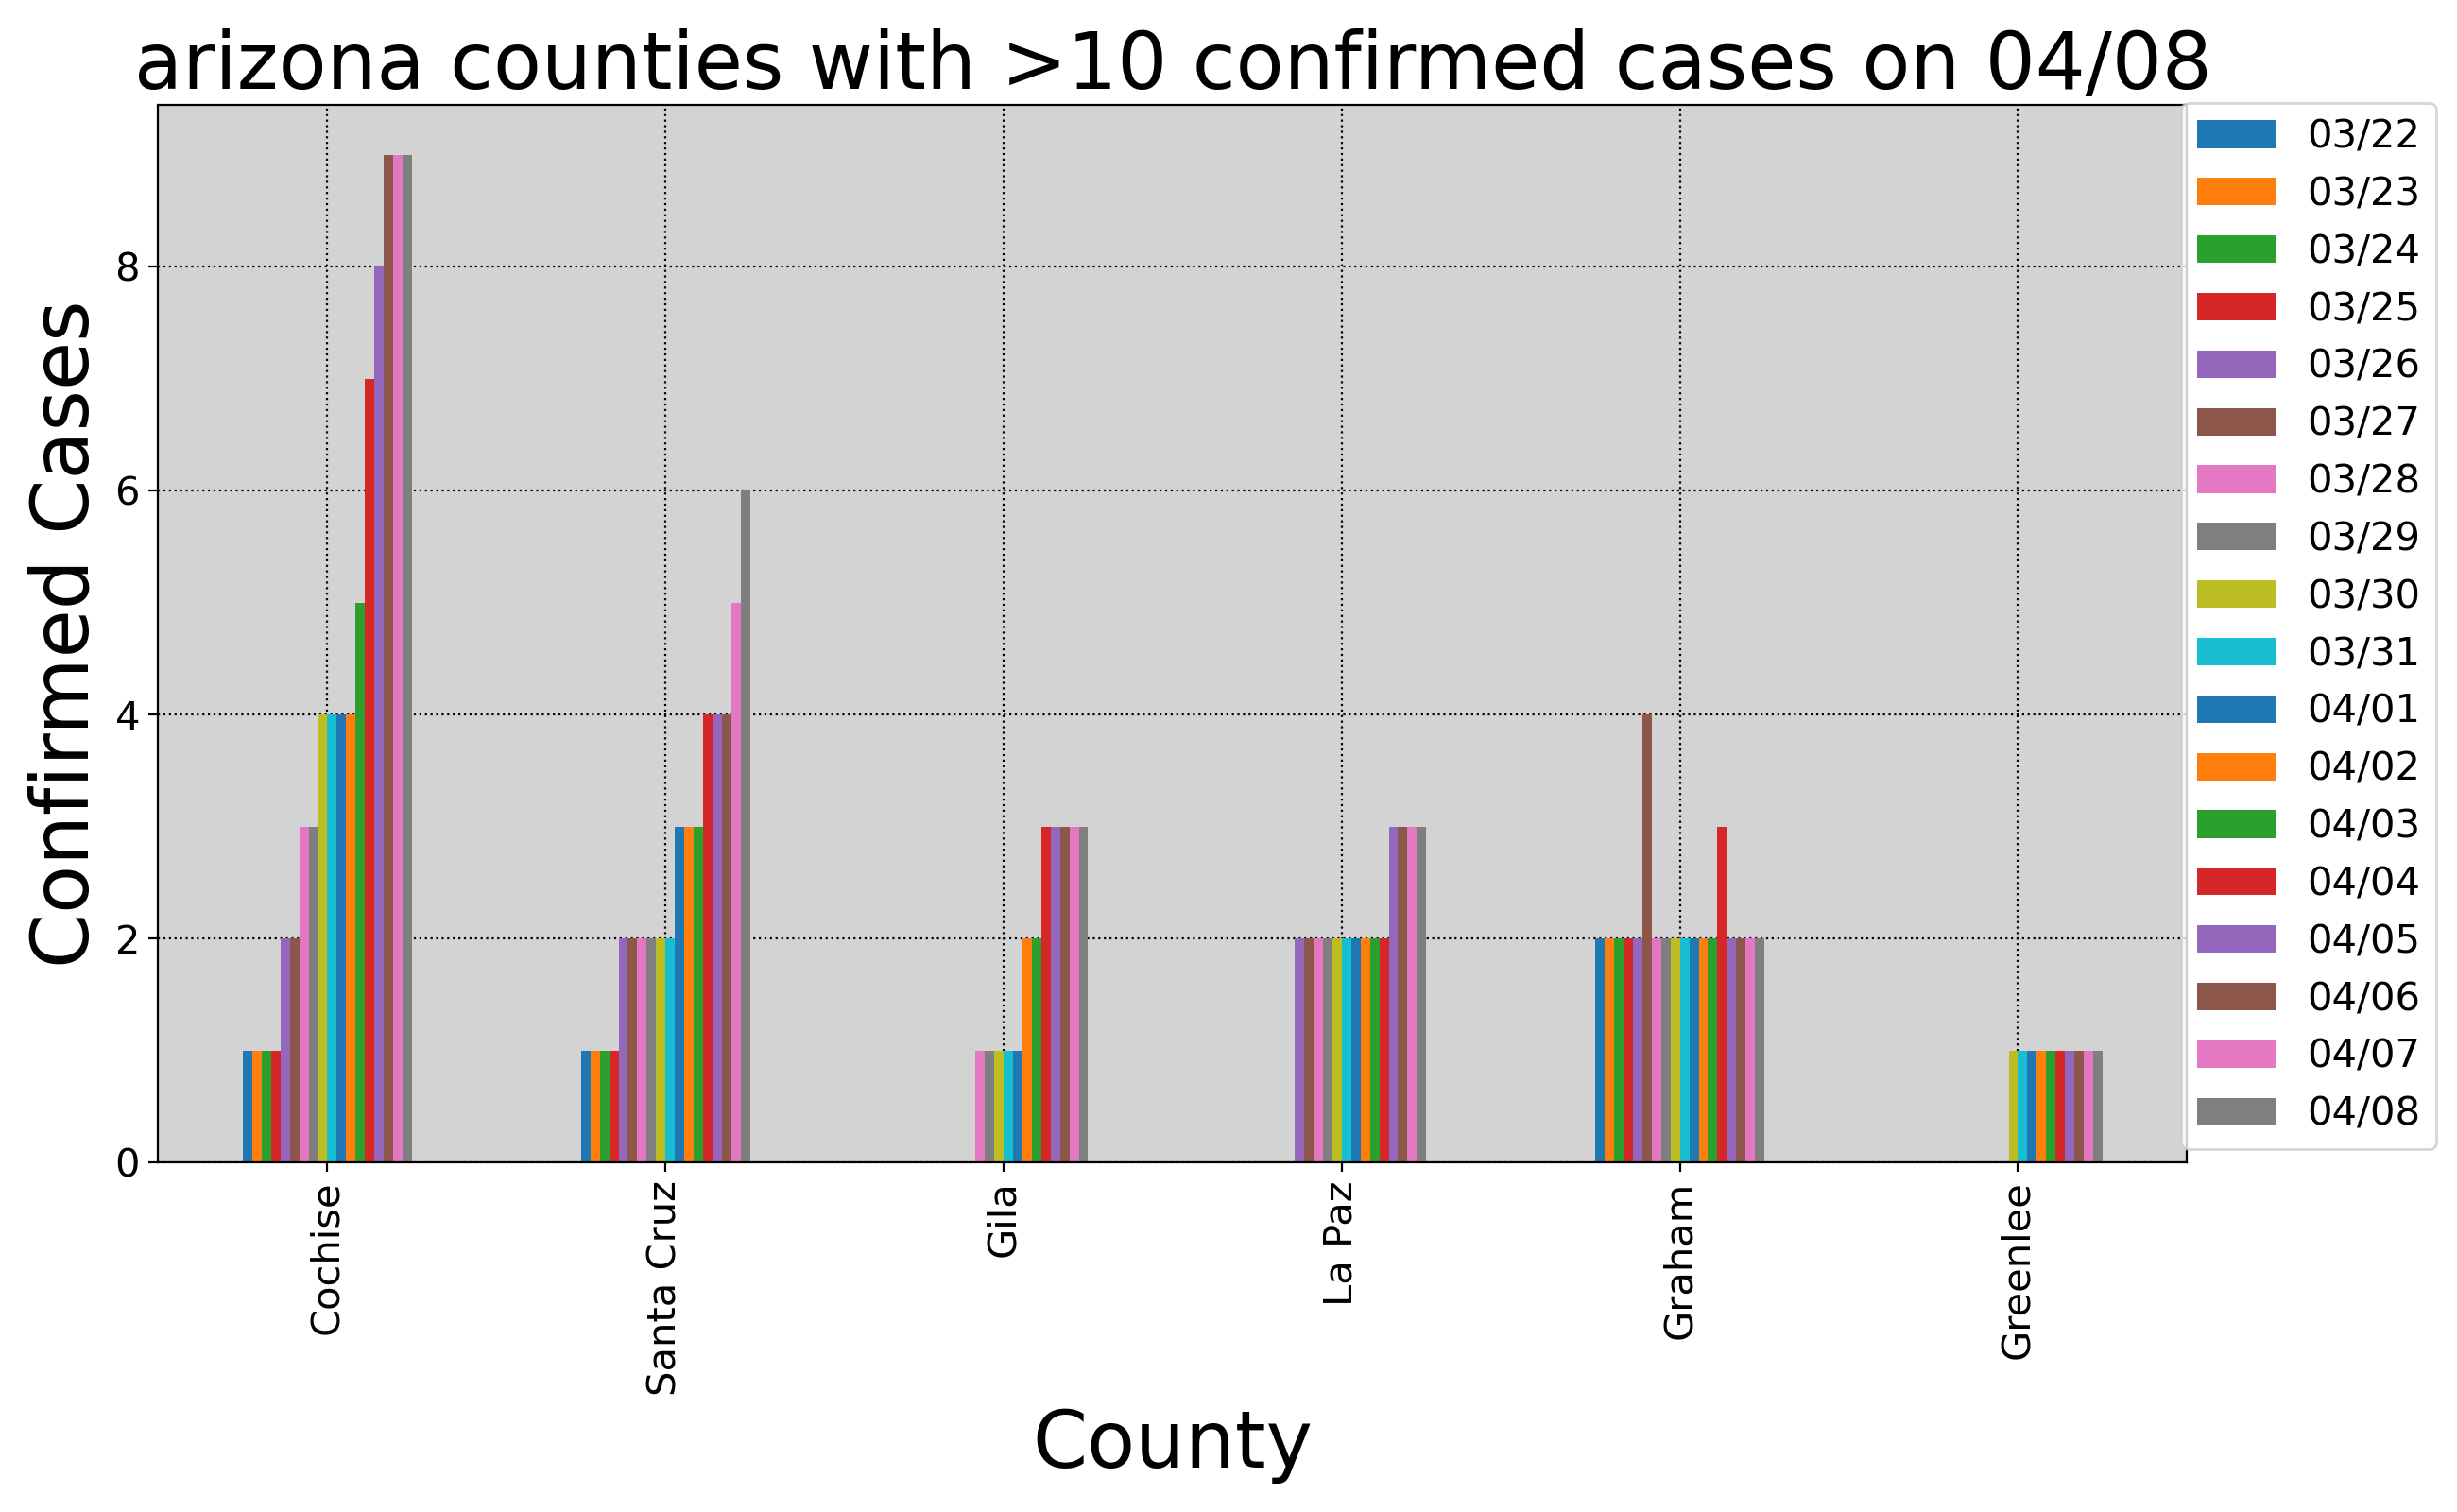 arizona counties with >10 confirmed cases on 04/08
Confirmed Cases
8
6
4
2
0
Cochise
Santa Cruz
Gila
La Paz
Graham
Greenlee
County
03/22
03/23
03/24
03/25
03/26
03/27
03/28
03/29
03/30
03/31
04/01
04/02
04/03
04/04
04/05
04/06
04/07
04/08